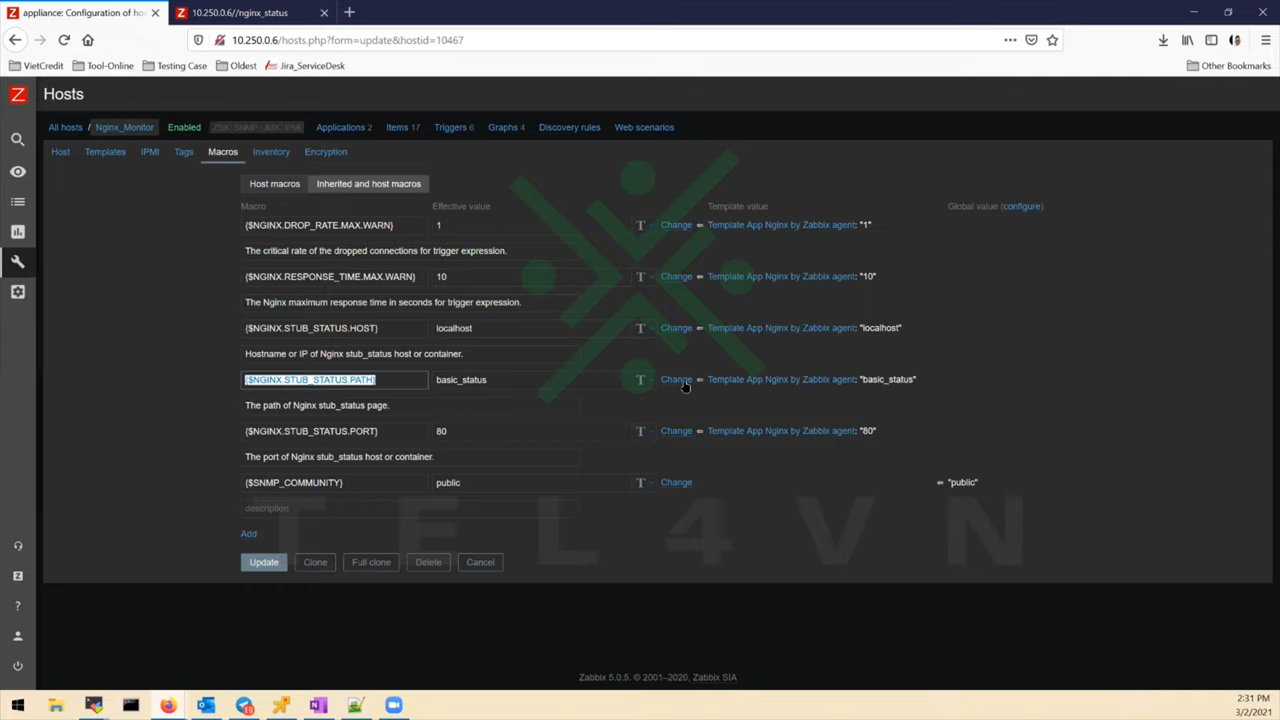 appliance: Configuration of ho
10.250.0.6//nginx_status
10.250.0.6/hosts.php?form=update&hostid=10467
VietCredit
Tool-Online
Testing Case
Oldest
Jira_ServiceDesk
Other Bookmarks
Z
Hosts
All hosts / Nginx_Monitor Enabled ZBX SNMP JMX IPMI Applications 2 Items 17 Triggers 6 Graphs 4 Discovery rules Web scenarios
Host Templates IPMI Tags Macros Inventory Encryption
Host macros Inherited and host macros
Macro Effective value Template value Global value (configure)
{$NGINX.DROP_RATE.MAX.WARN} 1 T Change ⇐ Template App Nginx by Zabbix agent: "1"
The critical rate of the dropped connections for trigger expression.
{$NGINX.RESPONSE_TIME.MAX.WARN} 10 T Change ⇐ Template App Nginx by Zabbix agent: "10"
The Nginx maximum response time in seconds for trigger expression.
{$NGINX.STUB_STATUS.HOST} localhost T Change ⇐ Template App Nginx by Zabbix agent: "localhost"
Hostname or IP of Nginx stub_status host or container.
{$NGINX.STUB_STATUS.PATH} basic_status T Change ⇐ Template App Nginx by Zabbix agent: "basic_status"
The path of Nginx stub_status page.
{$NGINX.STUB_STATUS.PORT} 80 T Change ⇐ Template App Nginx by Zabbix agent: "80"
The port of Nginx stub_status host or container.
{$SNMP_COMMUNITY} public T Change ⇐ "public"
description
TEL4VN
Add
Update Clone Full clone Delete Cancel
Zabbix 5.0.5. © 2001–2020, Zabbix SIA
2:31 PM
3/2/2021